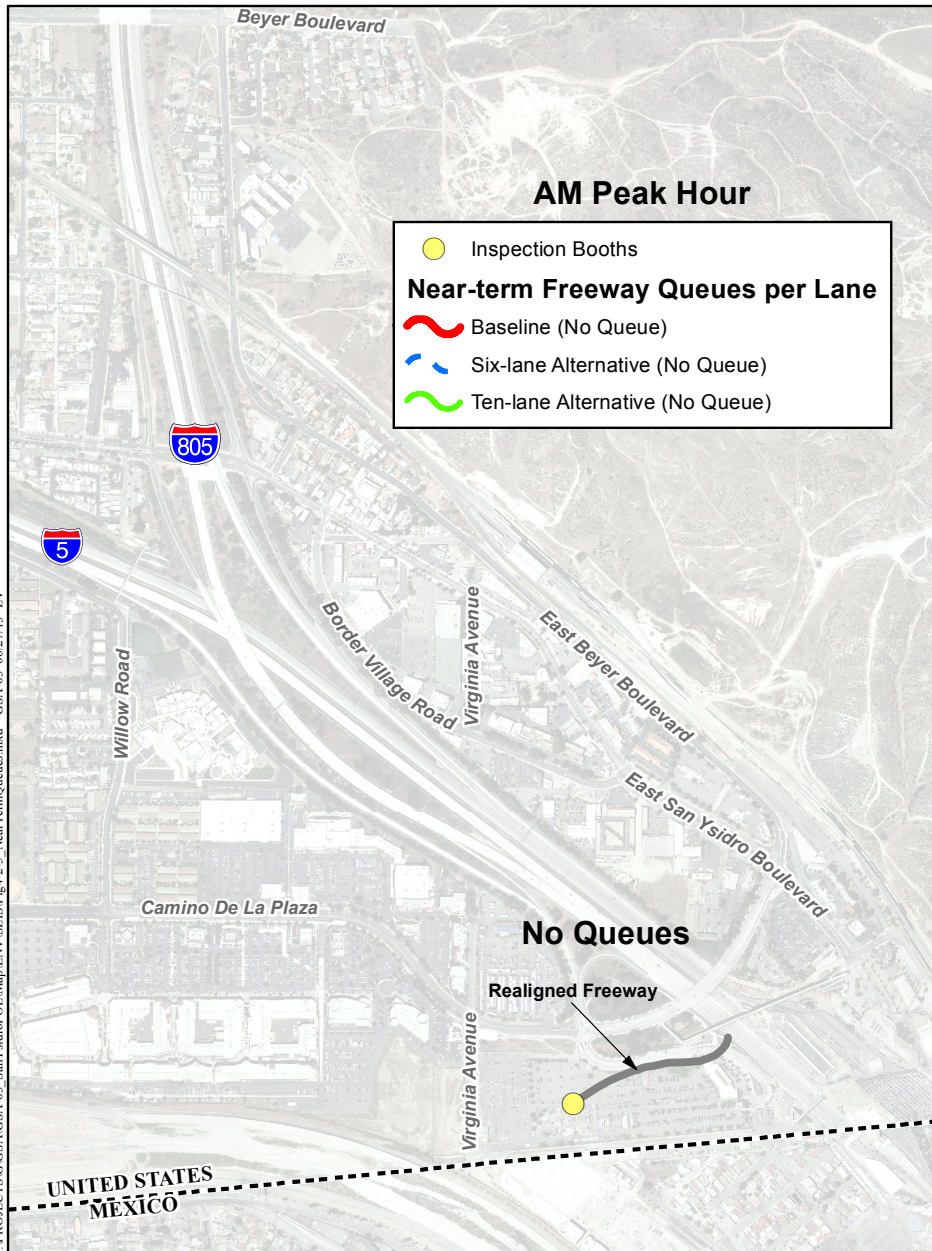 Beyer Boulevard
AM Peak Hour
Inspection Booths
Near-term Freeway Queues per Lane
Baseline (No Queue)
Six-lane Alternative (No Queue)
Ten-lane Alternative (No Queue)
805
5
Willow Road
Border Village Road
Virginia Avenue
East Beyer Boulevard
East San Ysidro Boulevard
Camino De La Plaza
No Queues
Realigned Freeway
Virginia Avenue
UNITED STATES
MEXICO